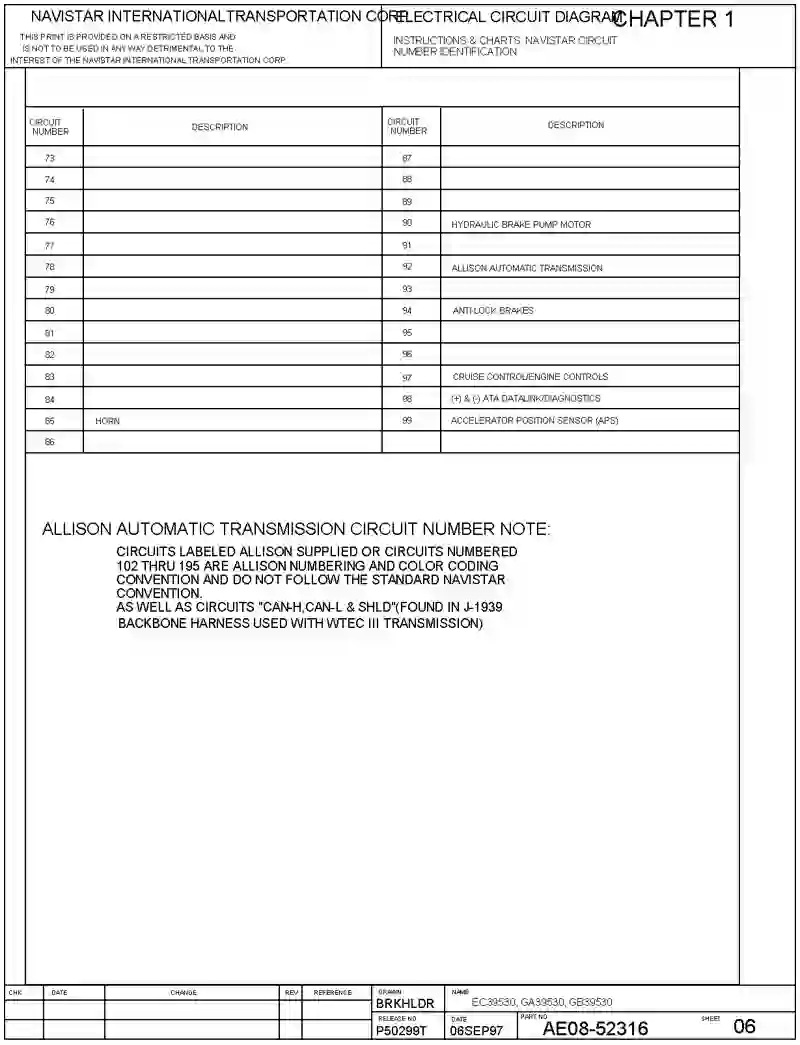 NAVISTAR INTERNATIONAL TRANSPORTATION CORP.
THIS PRINT IS PROVIDED ON A RESTRICTED BASIS AND
IS NOT TO BE USED IN ANY WAY DETRIMENTAL TO THE
INTEREST OF THE NAVISTAR INTERNATIONAL TRANSPORTATION CORP.
ELECTRICAL CIRCUIT DIAGRAM
CHAPTER 1
INSTRUCTIONS & CHARTS NAVISTAR CIRCUIT
NUMBER IDENTIFICATION
CIRCUIT NUMBER DESCRIPTION CIRCUIT NUMBER DESCRIPTION
73 87
74 88
75 89
76 90 HYDRAULIC BRAKE PUMP MOTOR
77 91
78 92 ALLISON AUTOMATIC TRANSMISSION
79 93
80 94 ANTI-LOCK BRAKES
81 95
82 96
83 97 CRUISE CONTROL/ENGINE CONTROLS
84 98 (+) & (-) ATA DATALINK/DIAGNOSTICS
85 HORN 99 ACCELERATOR POSITION SENSOR (APS)
86
ALLISON AUTOMATIC TRANSMISSION CIRCUIT NUMBER NOTE:
CIRCUITS LABELED ALLISON SUPPLIED OR CIRCUITS NUMBERED
102 THRU 195 ARE ALLISON NUMBERING AND COLOR CODING
CONVENTION AND DO NOT FOLLOW THE STANDARD NAVISTAR
CONVENTION.
AS WELL AS CIRCUITS "CAN-H,CAN-L & SHLD"(FOUND IN J-1939
BACKBONE HARNESS USED WITH WTEC III TRANSMISSION)
CHK DATE CHANGE REV REFERENCE
DRAWN
BRKHLDR
NAME
EC39530, GA39530, GB39530
RELEASE NO
P50299T
DATE
06SEP97
PART NO
AE08-52316
SHEET 06